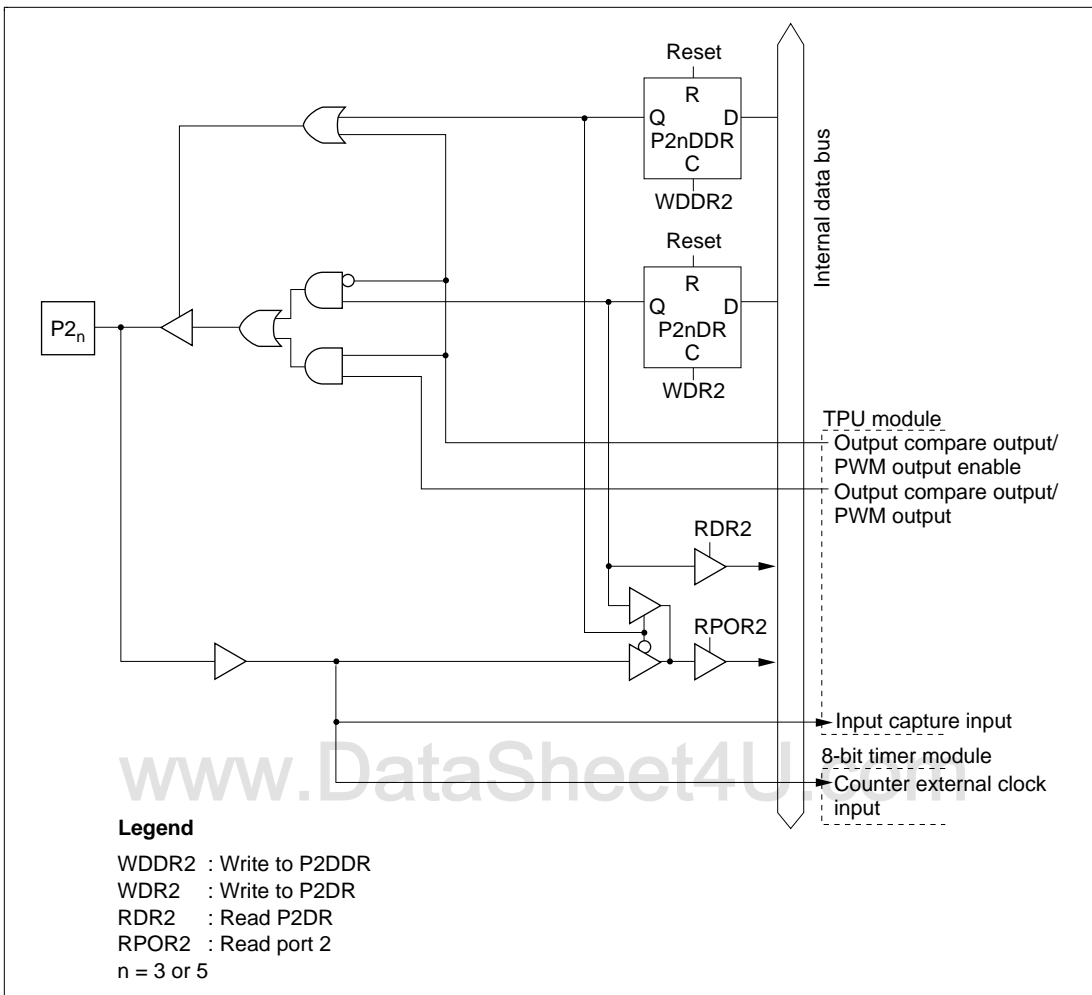 Reset
R
Q D
P2nDDR
C
WDDR2
Internal data bus
Reset
R
Q D
P2nDR
C
WDR2
P2n
TPU module
Output compare output/
PWM output enable
Output compare output/
PWM output
RDR2
RPOR2
Input capture input
8-bit timer module
Counter external clock
input
www.DataSheet4U.com
Legend
WDDR2 : Write to P2DDR
WDR2 : Write to P2DR
RDR2 : Read P2DR
RPOR2 : Read port 2
n = 3 or 5